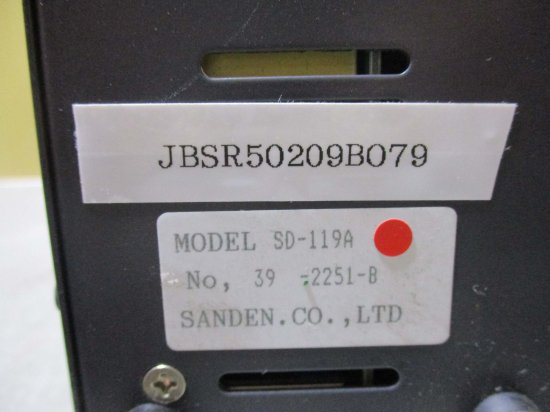 JBSR50209B079
MODEL SD-119A
No, 39 -2251-B
SANDEN.CO.,LTD